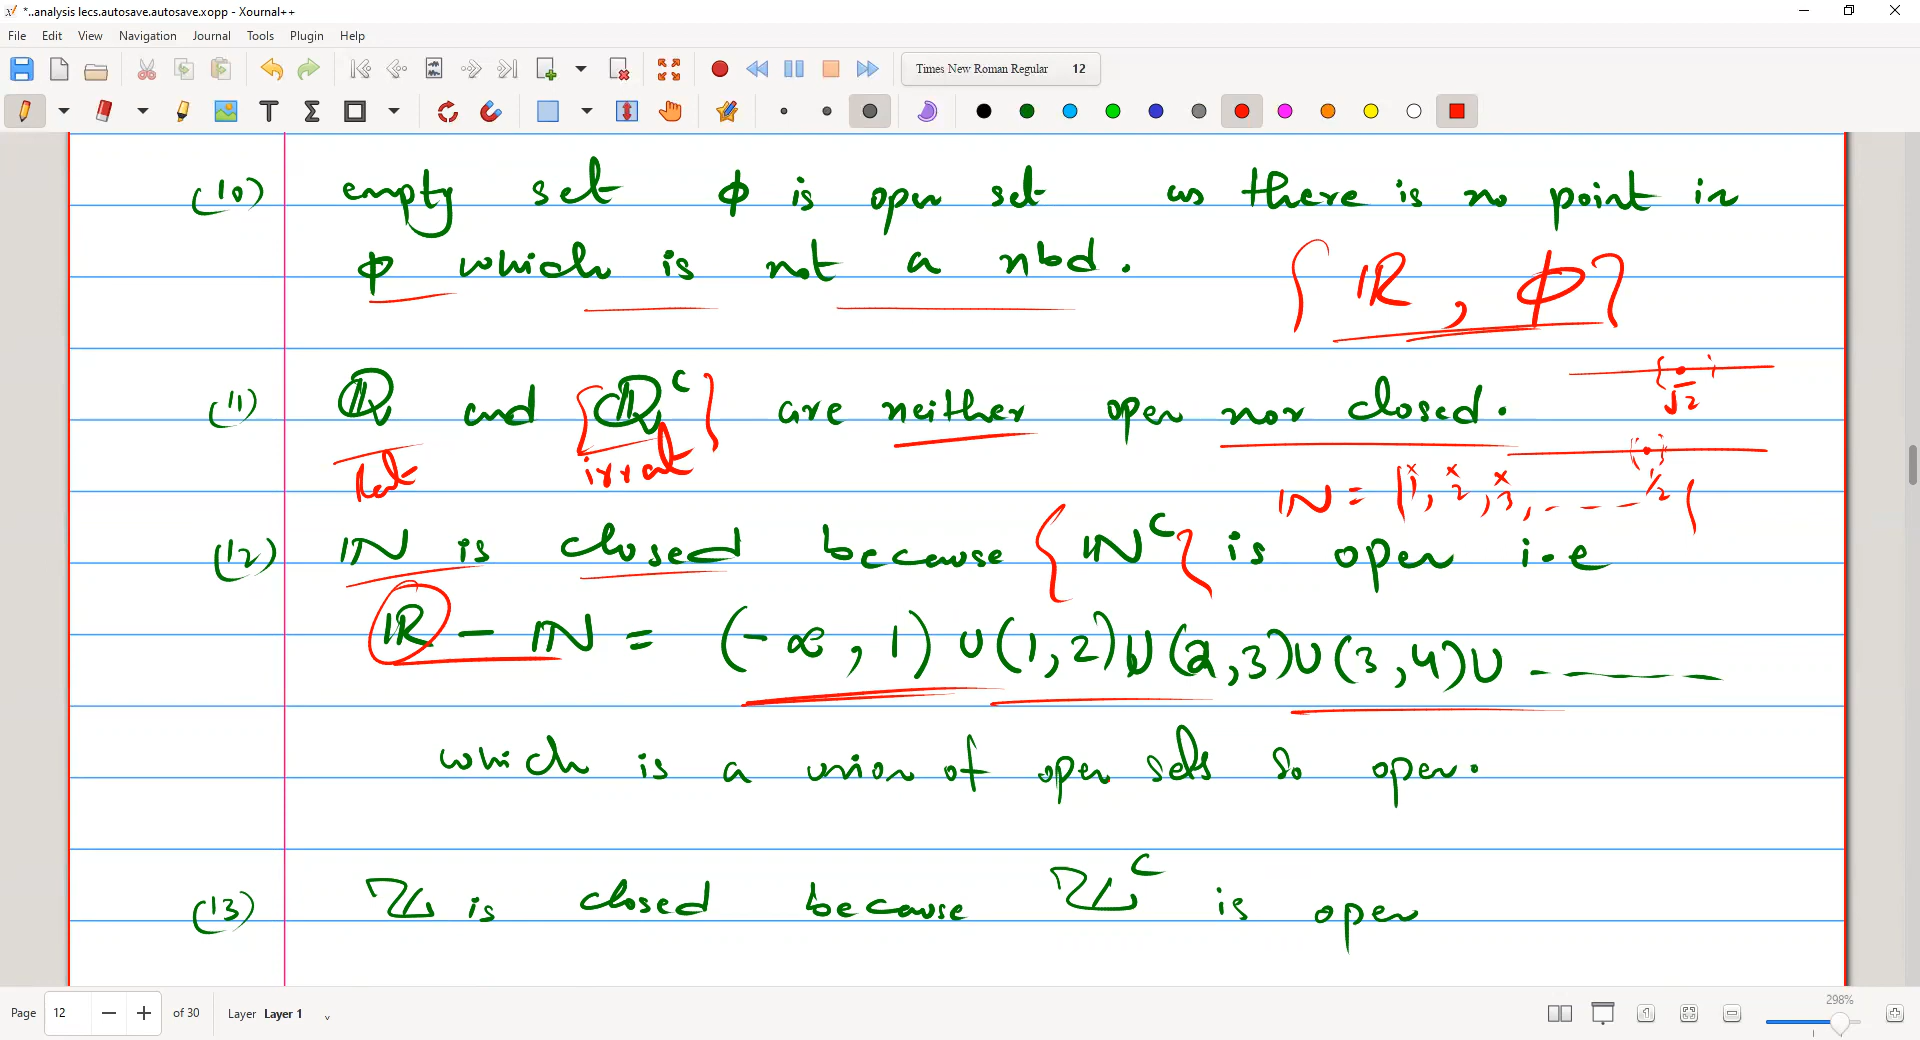 *..analysis lecs.autosave.autosave.xopp - Xournal++
File Edit View Navigation Journal Tools Plugin Help
Times New Roman Regular 12
(10) empty set ϕ is open set as there is no point in
ϕ which is not a nbd.
{ℝ, ϕ}
(11) ℚ and {ℚᶜ} are neither open nor closed.
√2
Rat irrat
1/2
ℕ = {1, 2, 3, ------}
(12) ℕ is closed because {ℕᶜ} is open i.e
ℝ - ℕ = (-∞, 1) ∪ (1, 2) ∪ (2, 3) ∪ (3, 4) ∪ -------
which is a union of open sets so open.
(13) ℤ is closed because ℤᶜ is open
Page 12 of 30 Layer Layer 1 298%